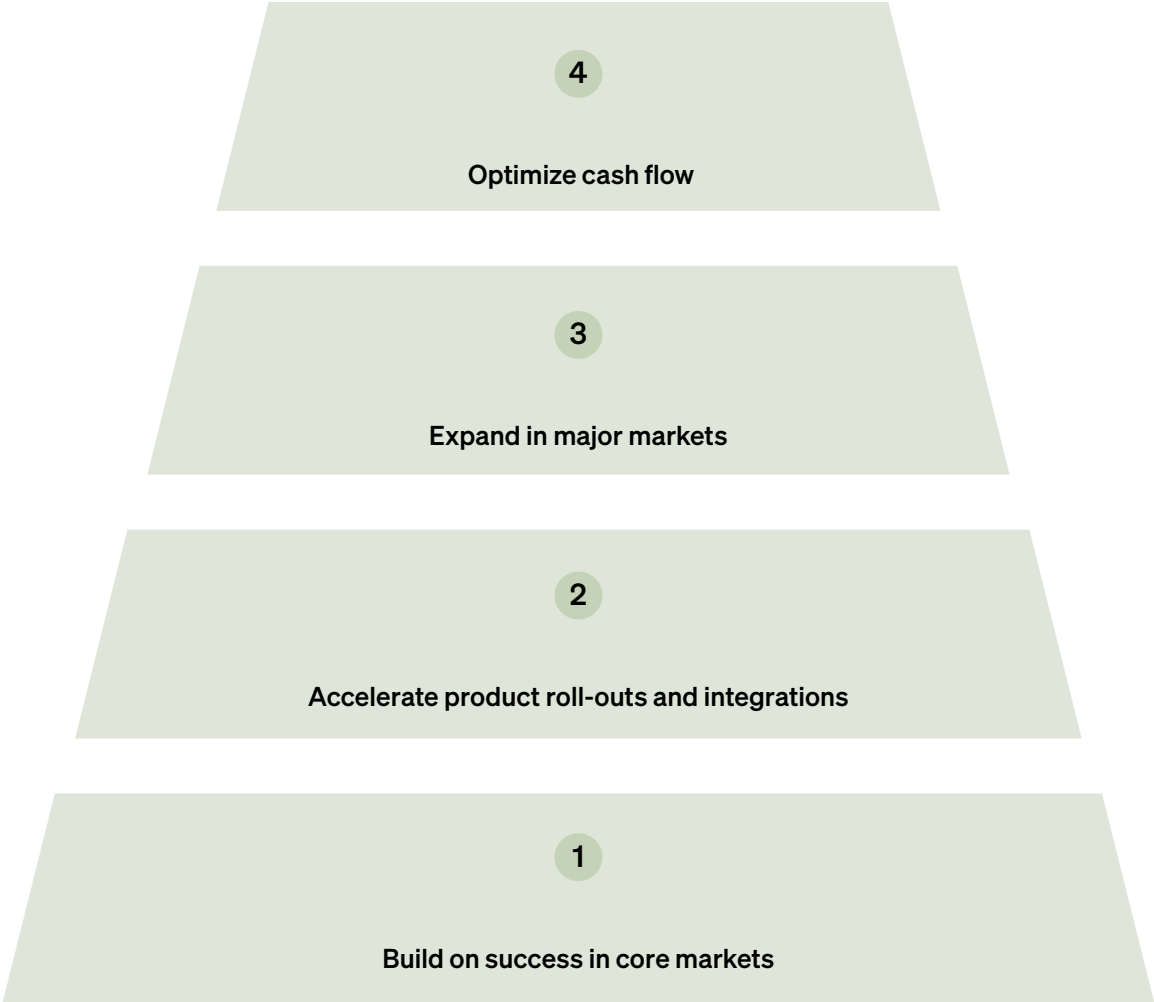 4
Optimize cash flow
3
Expand in major markets
2
Accelerate product roll-outs and integrations
1
Build on success in core markets